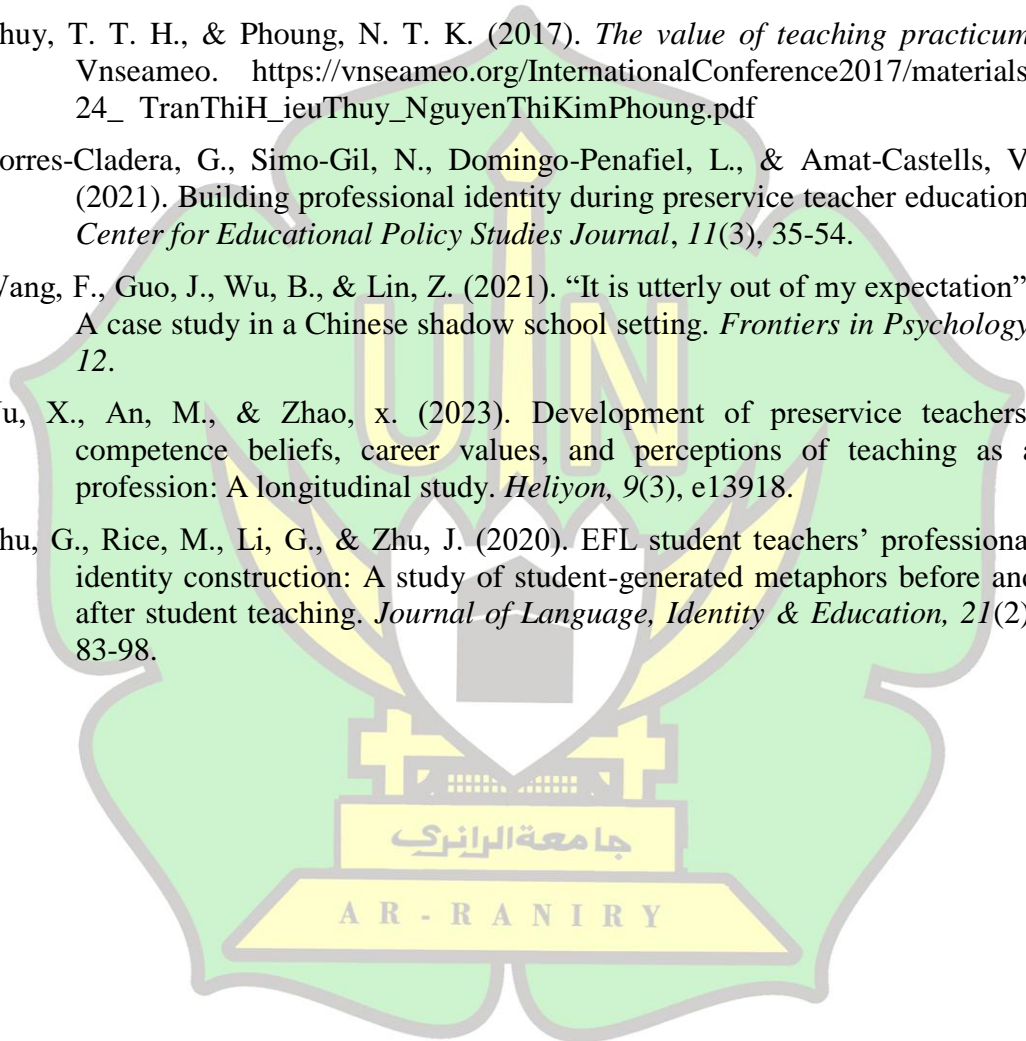 huy, T. T. H., & Phoung, N. T. K. (2017). The value of teaching practicum
Vnseameo. https://vnseameo.org/InternationalConference2017/materials
24_ TranThiH_ieuThuy_NguyenThiKimPhoung.pdf
orres-Cladera, G., Simo-Gil, N., Domingo-Penafiel, L., & Amat-Castells, V
(2021). Building professional identity during preservice teacher education
Center for Educational Policy Studies Journal, 11(3), 35-54.
Wang, F., Guo, J., Wu, B., & Lin, Z. (2021). “It is utterly out of my expectation”
A case study in a Chinese shadow school setting. Frontiers in Psychology
12.
Yu, X., An, M., & Zhao, x. (2023). Development of preservice teachers
competence beliefs, career values, and perceptions of teaching as a
profession: A longitudinal study. Heliyon, 9(3), e13918.
hu, G., Rice, M., Li, G., & Zhu, J. (2020). EFL student teachers’ professional
identity construction: A study of student-generated metaphors before and
after student teaching. Journal of Language, Identity & Education, 21(2)
83-98.
UIN
جامعة الرانري
AR-RANIRY